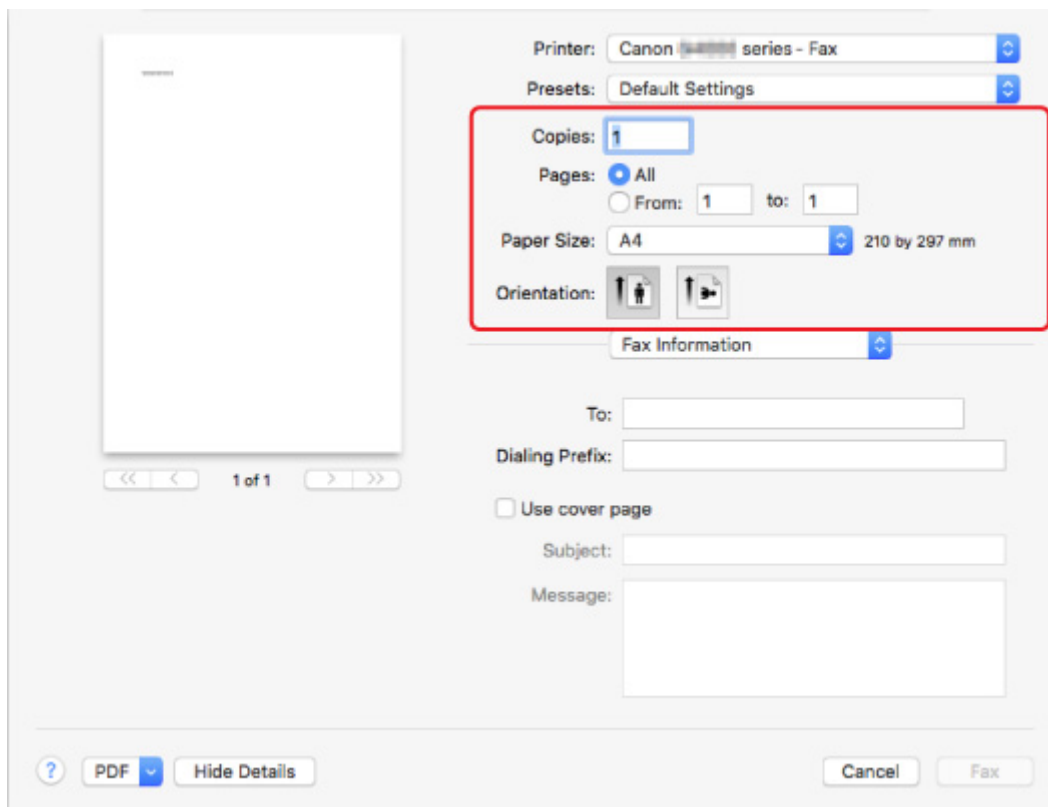 Printer: Canon series - Fax
Presets: Default Settings
Copies: 1
Pages: All
From: 1 to: 1
Paper Size: A4 210 by 297 mm
Orientation:
Fax Information
To:
Dialing Prefix:
1 of 1
Use cover page
Subject:
Message:
? PDF Hide Details Cancel Fax